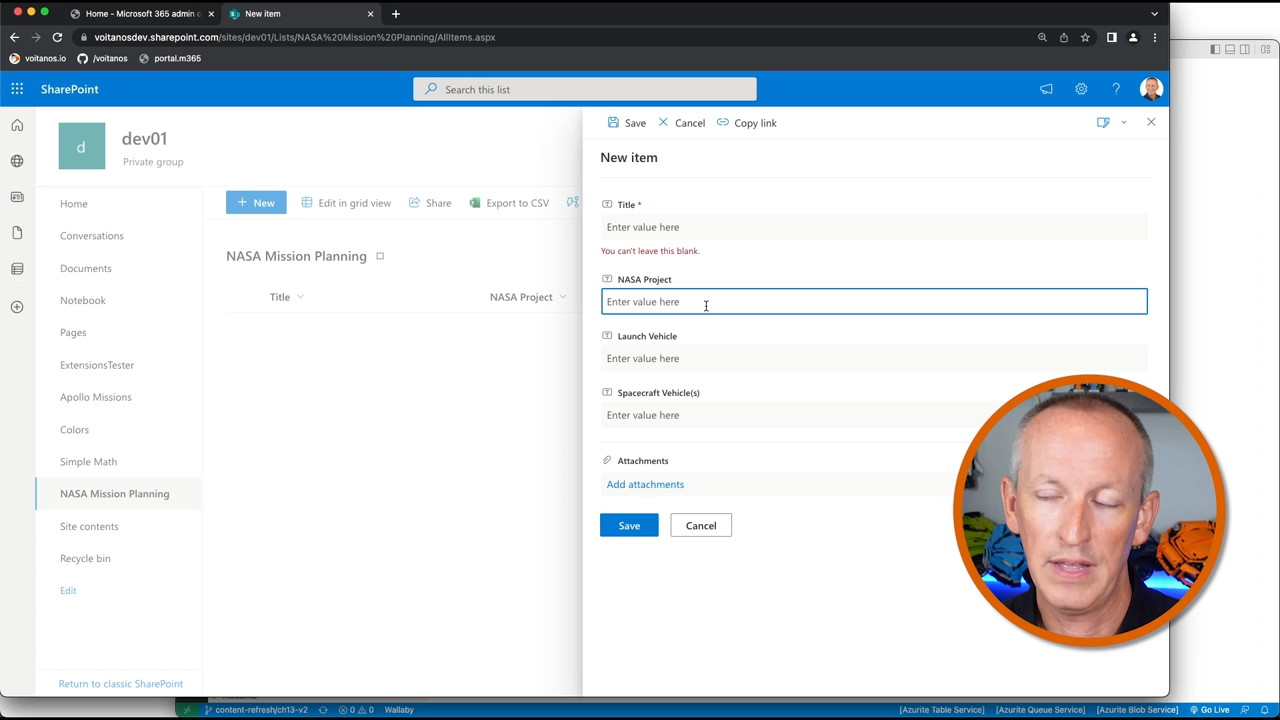 Home - Microsoft 365 admin c
New item
voitanosdev.sharepoint.com/sites/dev01/Lists/NASA%20Mission%20Planning/AllItems.aspx
voitanos.io
/voitanos
portal.m365
SharePoint
Search this list
d
dev01
Private group
Home
Conversations
Documents
Notebook
Pages
ExtensionsTester
Apollo Missions
Colors
Simple Math
NASA Mission Planning
Site contents
Recycle bin
Edit
Return to classic SharePoint
New
Edit in grid view
Share
Export to CSV
NASA Mission Planning
Title
NASA Project
Save
Cancel
Copy link
New item
Title *
Enter value here
You can't leave this blank.
NASA Project
Enter value here
Launch Vehicle
Enter value here
Spacecraft Vehicle(s)
Enter value here
Attachments
Add attachments
Save
Cancel
content-refresh/ch13-v2
0
0
Wallaby
[Azurite Table Service]
[Azurite Queue Service]
[Azurite Blob Service]
Go Live